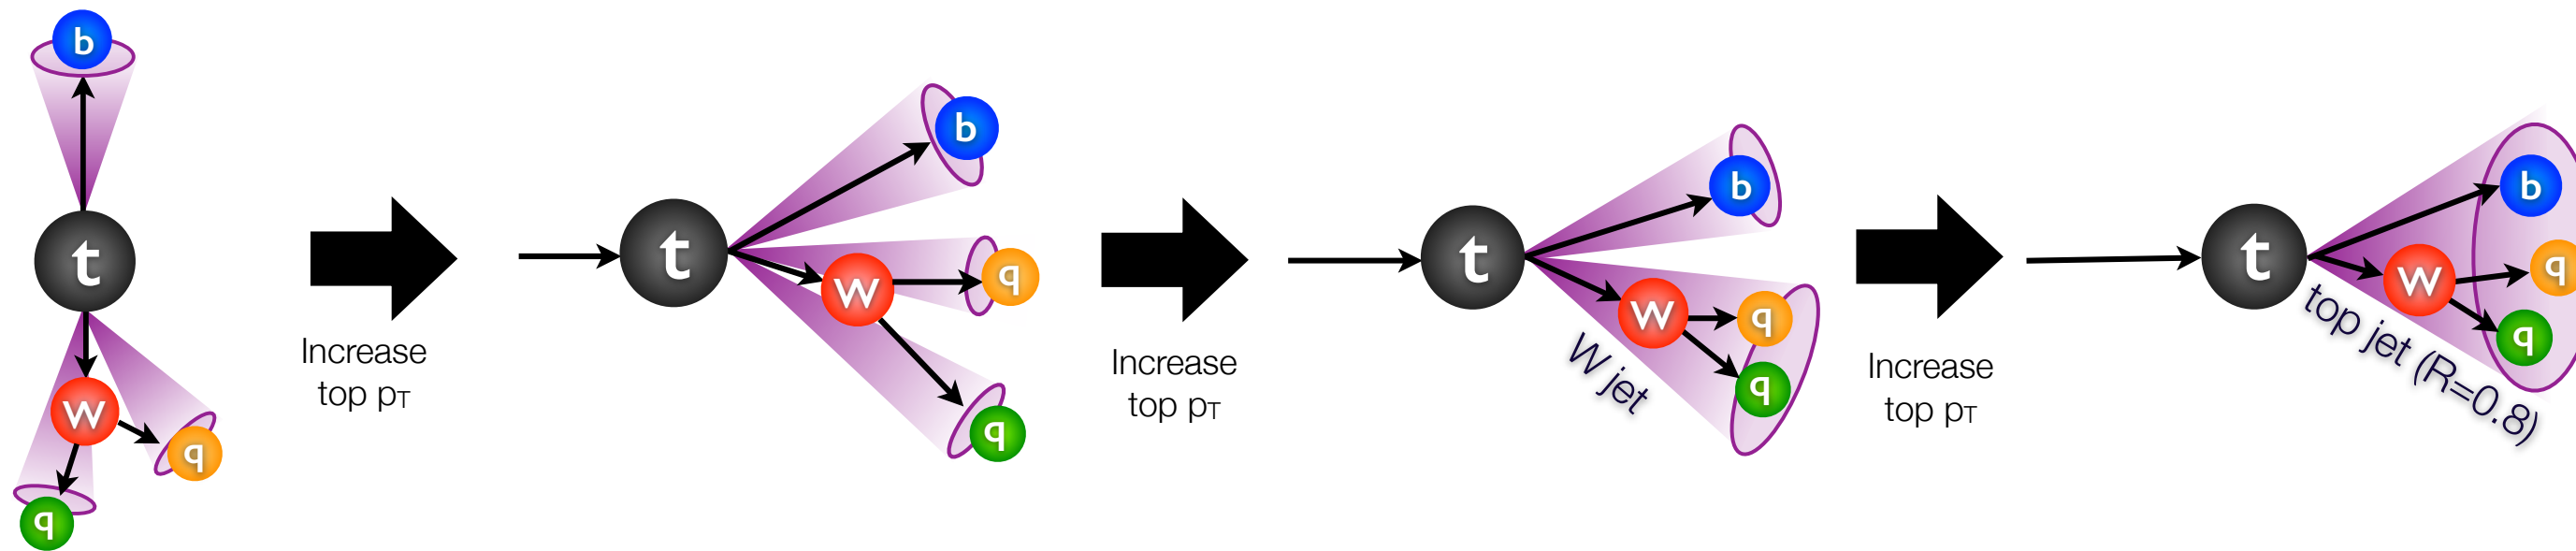 b
t
W
q
q
Increase
top pT
b
t
W
q
q
Increase
top pT
b
t
W
q
q
W jet
Increase
top pT
b
t
W
q
q
top jet (R=0.8)